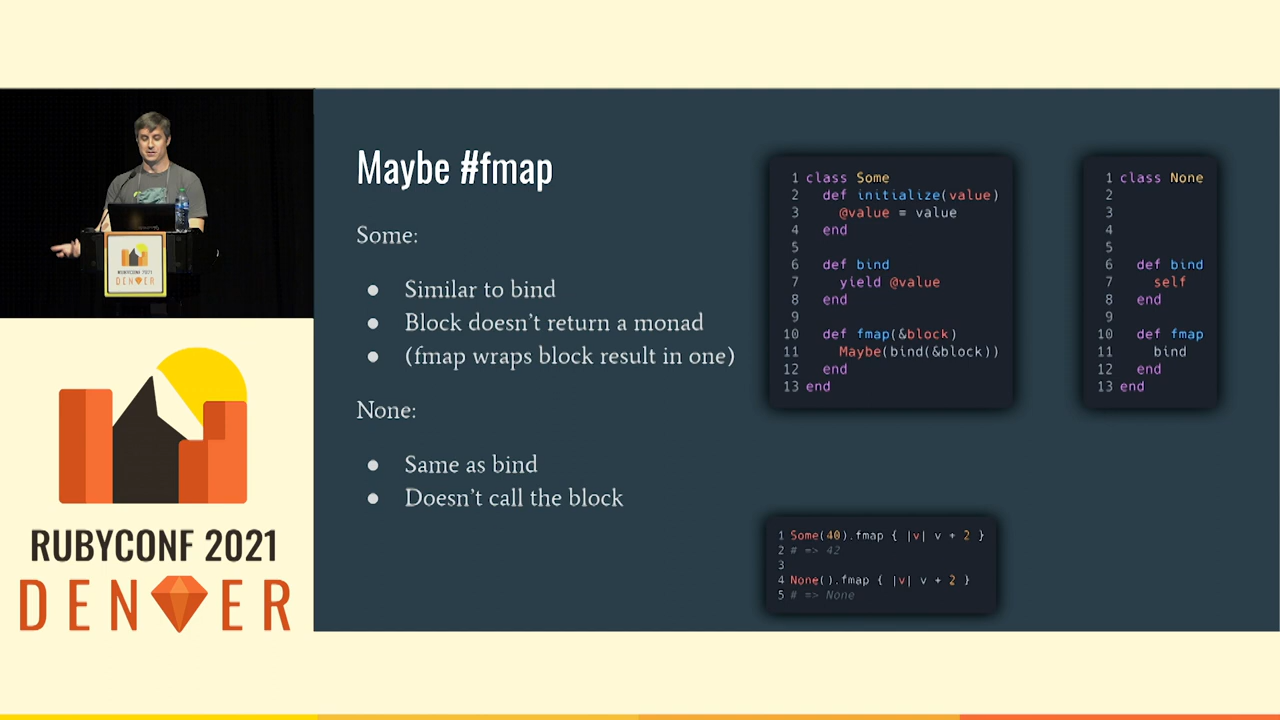 Maybe #fmap
Some:
● Similar to bind
● Block doesn't return a monad
● (fmap wraps block result in one)
None:
● Same as bind
● Doesn't call the block
1 class Some
2   def initialize(value)
3     @value = value
4   end
5
6   def bind
7     yield @value
8   end
9
10   def fmap(&block)
11     Maybe(bind(&block))
12   end
13 end
1 class None
2
3
4
5
6   def bind
7     self
8   end
9
10   def fmap
11     bind
12   end
13 end
1 Some(40).fmap { |v| v + 2 }
2 # => 42
3
4 None().fmap { |v| v + 2 }
5 # => None
RUBYCONF 2021
DENVER
RUBYCONF 2021
DENVER